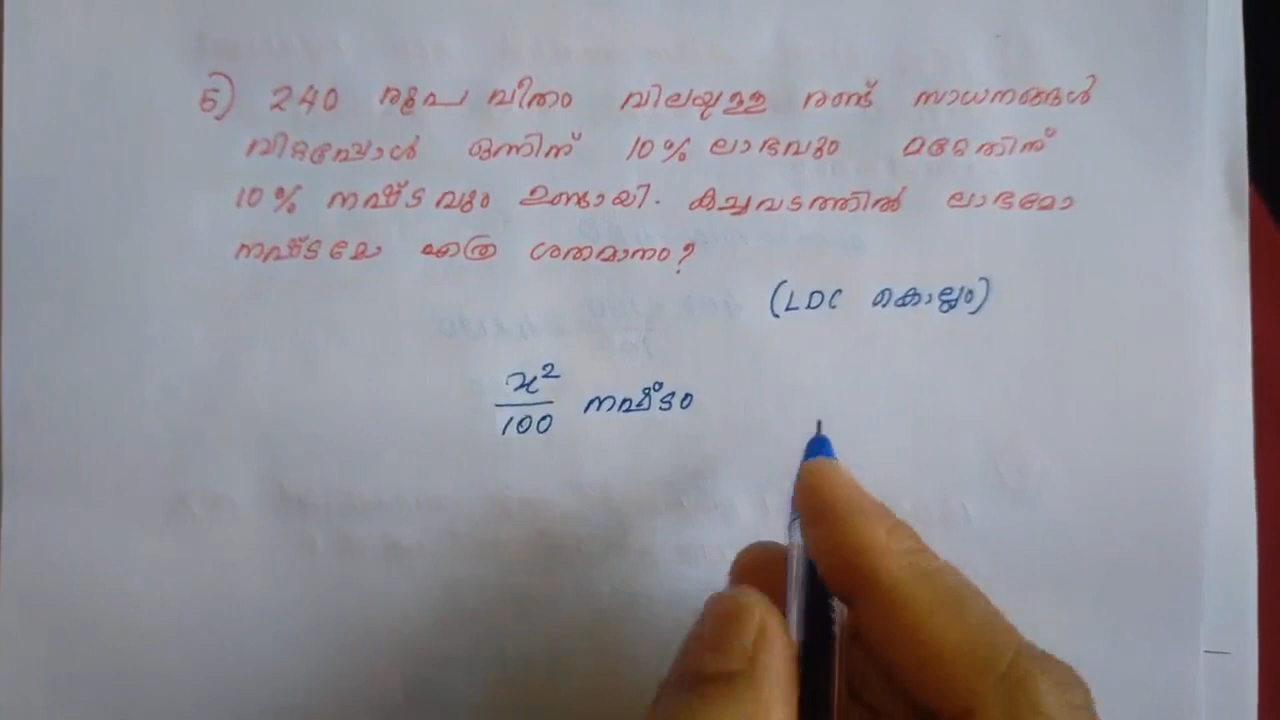 5) 240 രൂപ വീതം വിലയുള്ള രണ്ട് സാധനങ്ങൾ
വിറ്റപ്പോൾ ഒന്നിന് 10% ലാഭവും മറ്റേതിന്
10% നഷ്ടവും ഉണ്ടായി. കച്ചവടത്തിൽ ലാഭമോ
നഷ്ടമോ എത്ര ശതമാനം?
(LDC കൊല്ലം)
x²
100 നഷ്ടം